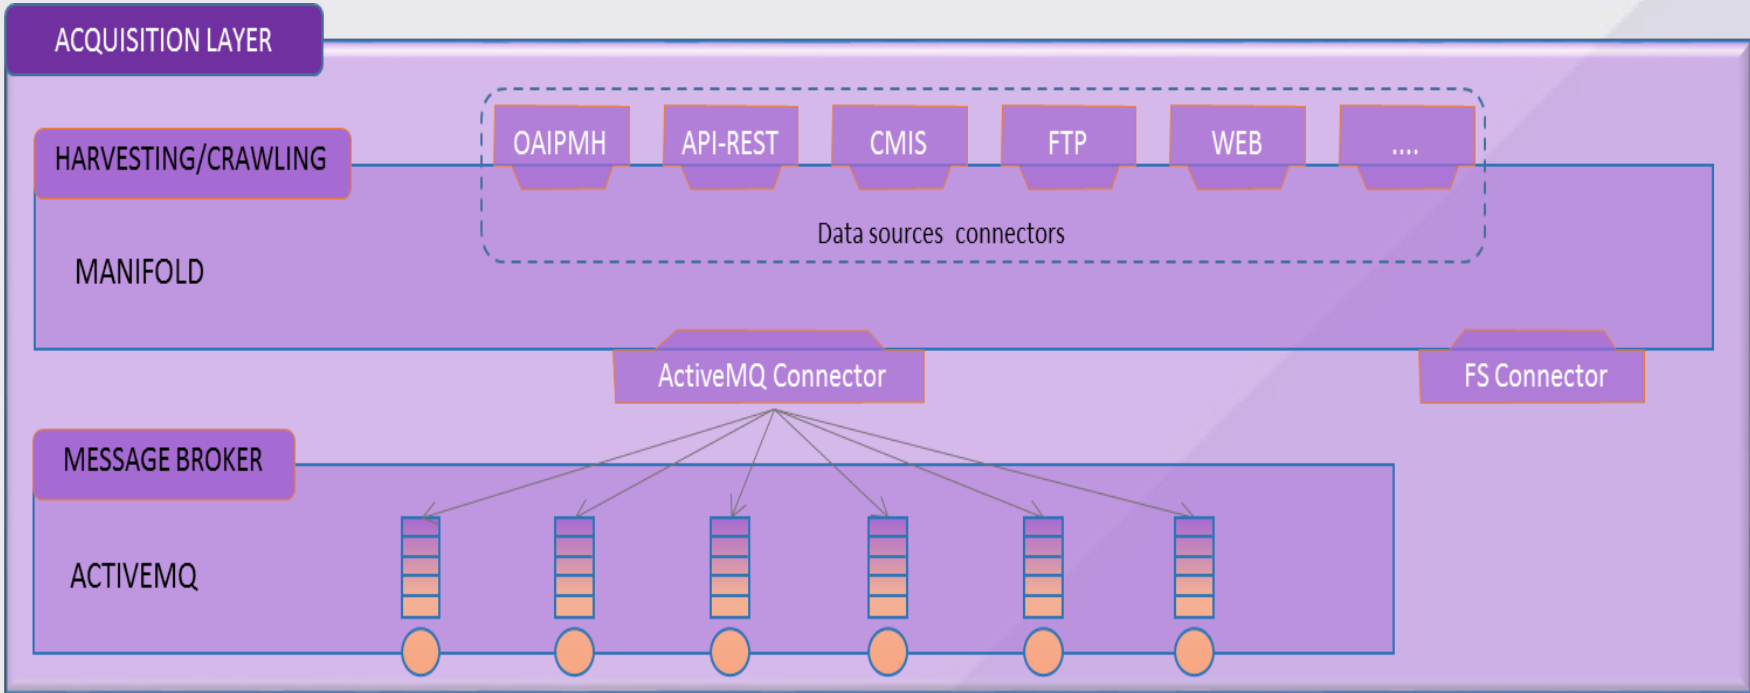 ACQUISITION LAYER
OAIPMH
API-REST
CMIS
FTP
WEB
....
HARVESTING/CRAWLING
Data sources connectors
MANIFOLD
ActiveMQ Connector
FS Connector
MESSAGE BROKER
ACTIVEMQ